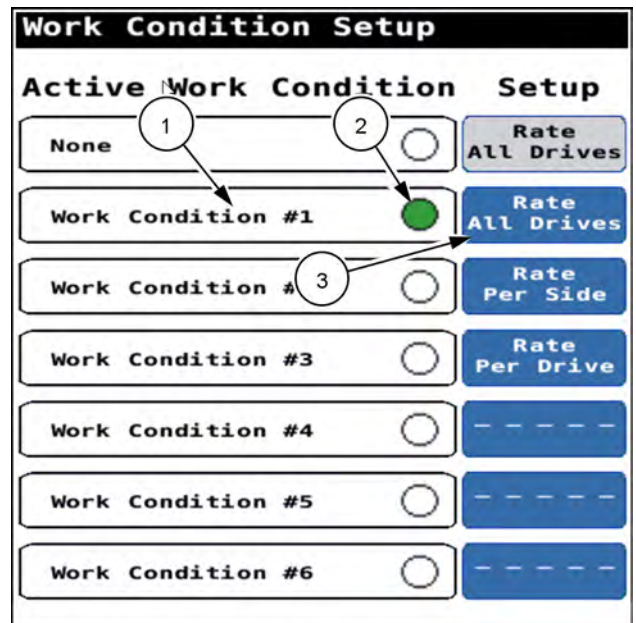 Work Condition Setup
Active Work Condition Setup
1
2
None
Rate
All Drives
Work Condition #1
Rate
All Drives
3
Work Condition #
Rate
Per Side
Work Condition #3
Rate
Per Drive
Work Condition #4
- - - - -
Work Condition #5
- - - - -
Work Condition #6
- - - - -